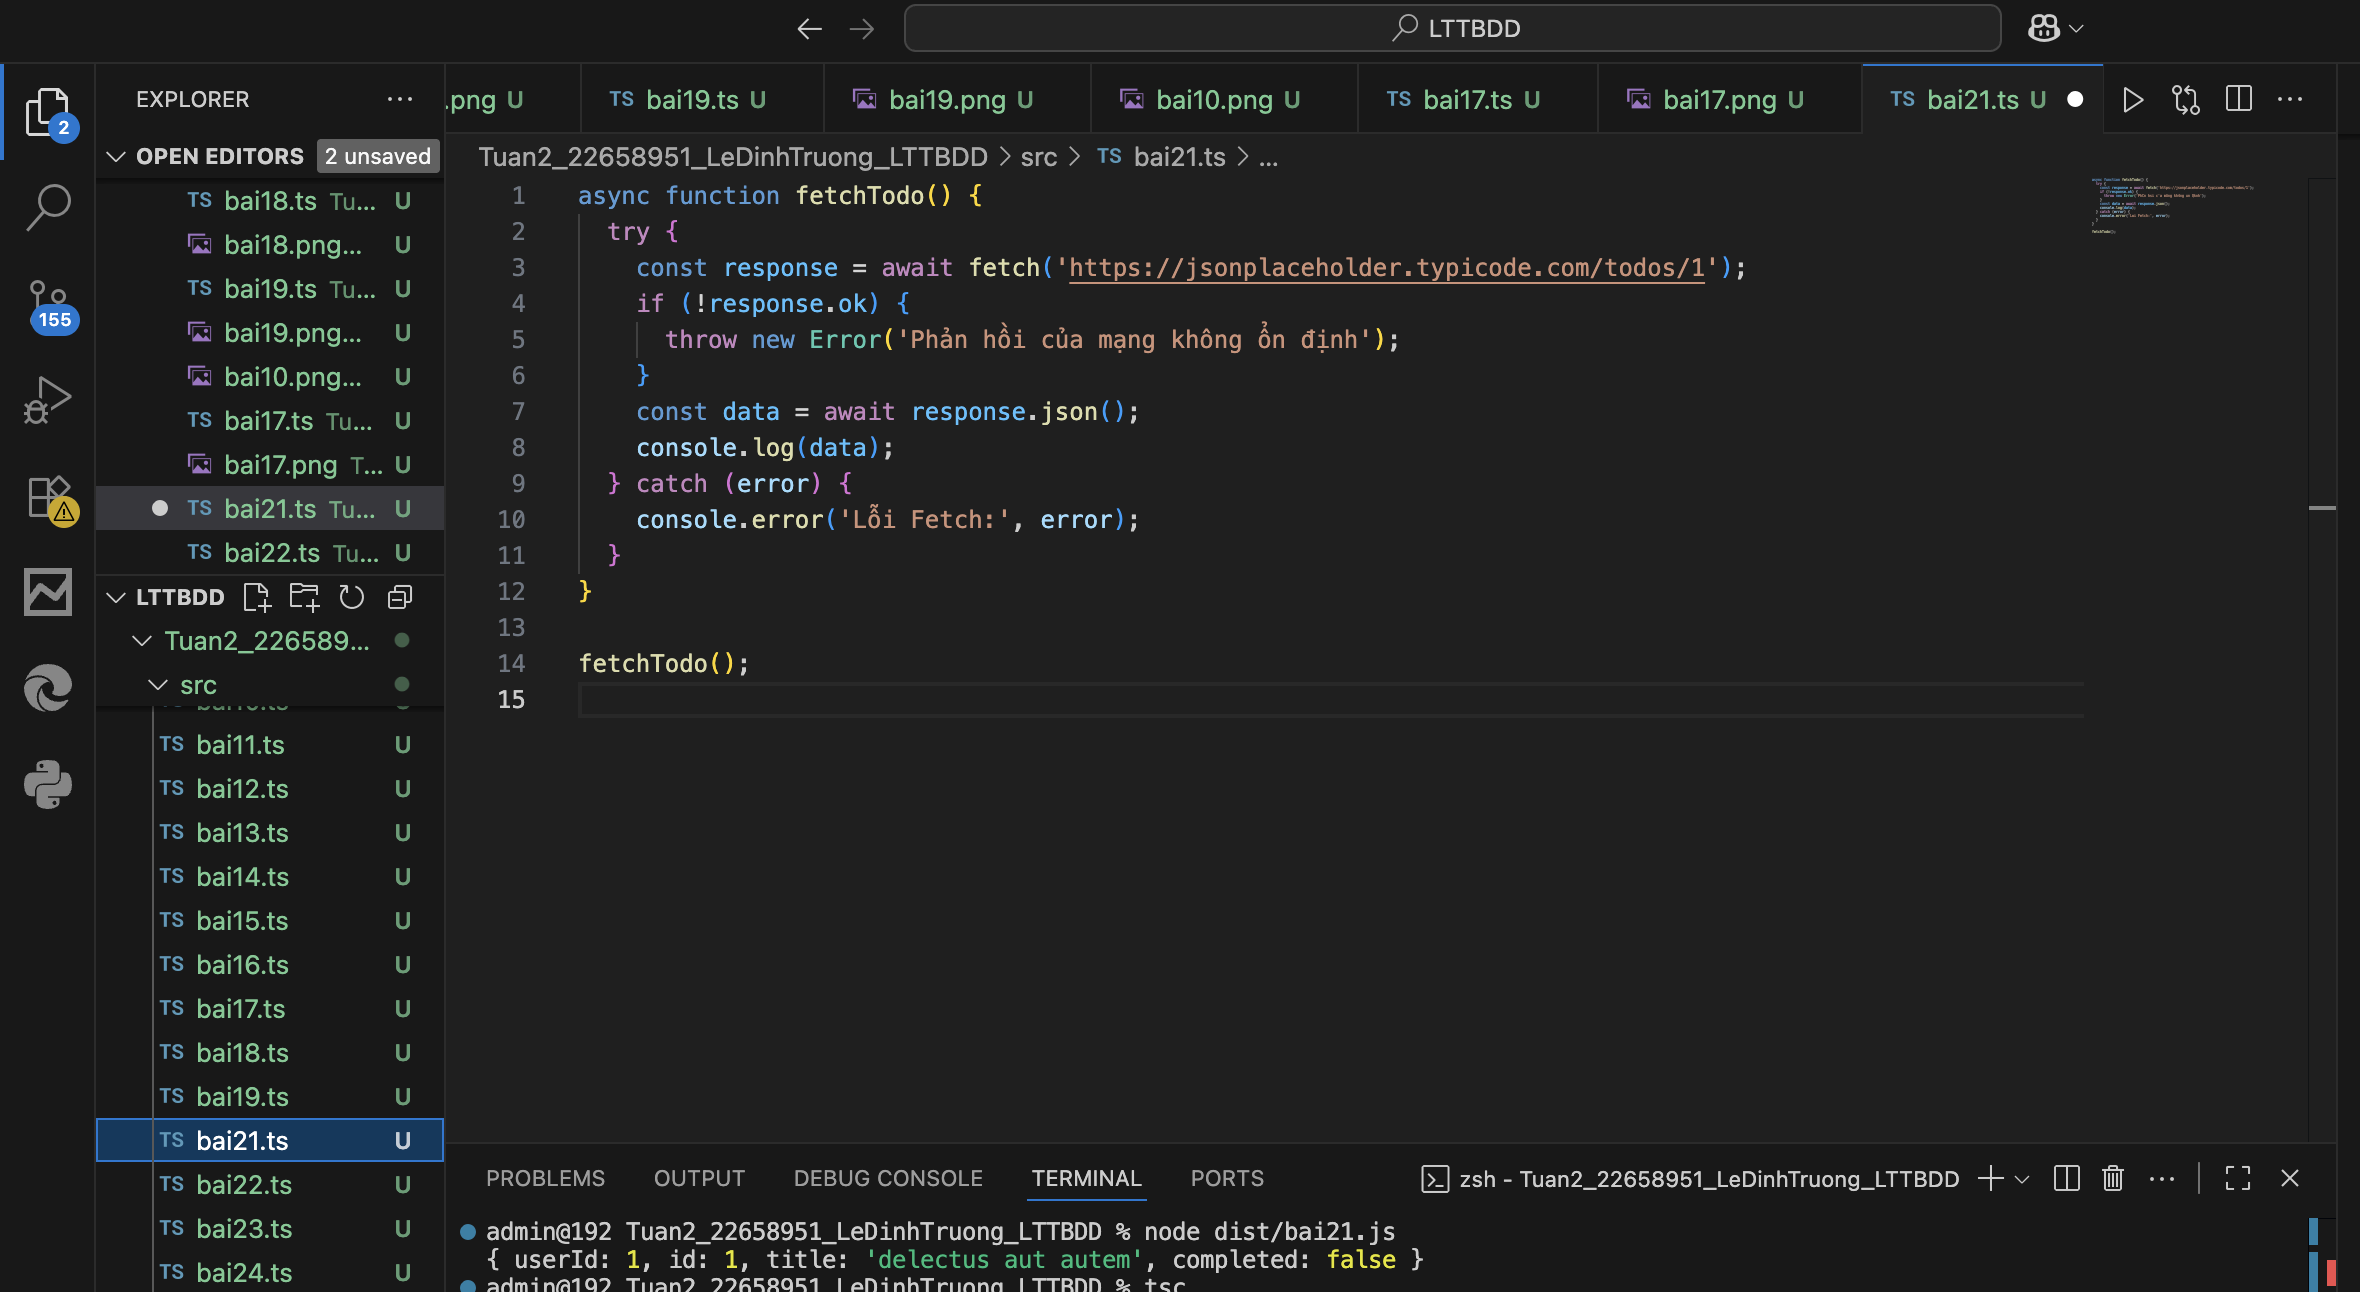 LTTBDD
EXPLORER
OPEN EDITORS 2 unsaved
TS bai18.ts Tu... U
bai18.png... U
TS bai19.ts Tu... U
bai19.png... U
bai10.png... U
TS bai17.ts Tu... U
bai17.png T... U
TS bai21.ts Tu... U
TS bai22.ts Tu... U
LTTBDD
Tuan2_226589...
src
TS bai11.ts U
TS bai12.ts U
TS bai13.ts U
TS bai14.ts U
TS bai15.ts U
TS bai16.ts U
TS bai17.ts U
TS bai18.ts U
TS bai19.ts U
TS bai21.ts U
TS bai22.ts U
TS bai23.ts U
TS bai24.ts U
2
155
.png U TS bai19.ts U bai19.png U bai10.png U TS bai17.ts U bai17.png U TS bai21.ts U
Tuan2_22658951_LeDinhTruong_LTTBDD > src > TS bai21.ts > ...
1 async function fetchTodo() {
2 try {
3 const response = await fetch('https://jsonplaceholder.typicode.com/todos/1');
4 if (!response.ok) {
5 throw new Error('Phản hồi của mạng không ổn định');
6 }
7 const data = await response.json();
8 console.log(data);
9 } catch (error) {
10 console.error('Lỗi Fetch:', error);
11 }
12 }
13
14 fetchTodo();
15
PROBLEMS OUTPUT DEBUG CONSOLE TERMINAL PORTS zsh - Tuan2_22658951_LeDinhTruong_LTTBDD
admin@192 Tuan2_22658951_LeDinhTruong_LTTBDD % node dist/bai21.js
{ userId: 1, id: 1, title: 'delectus aut autem', completed: false }
admin@192 Tuan2_22658951_LeDinhTruong_LTTBDD % tsc